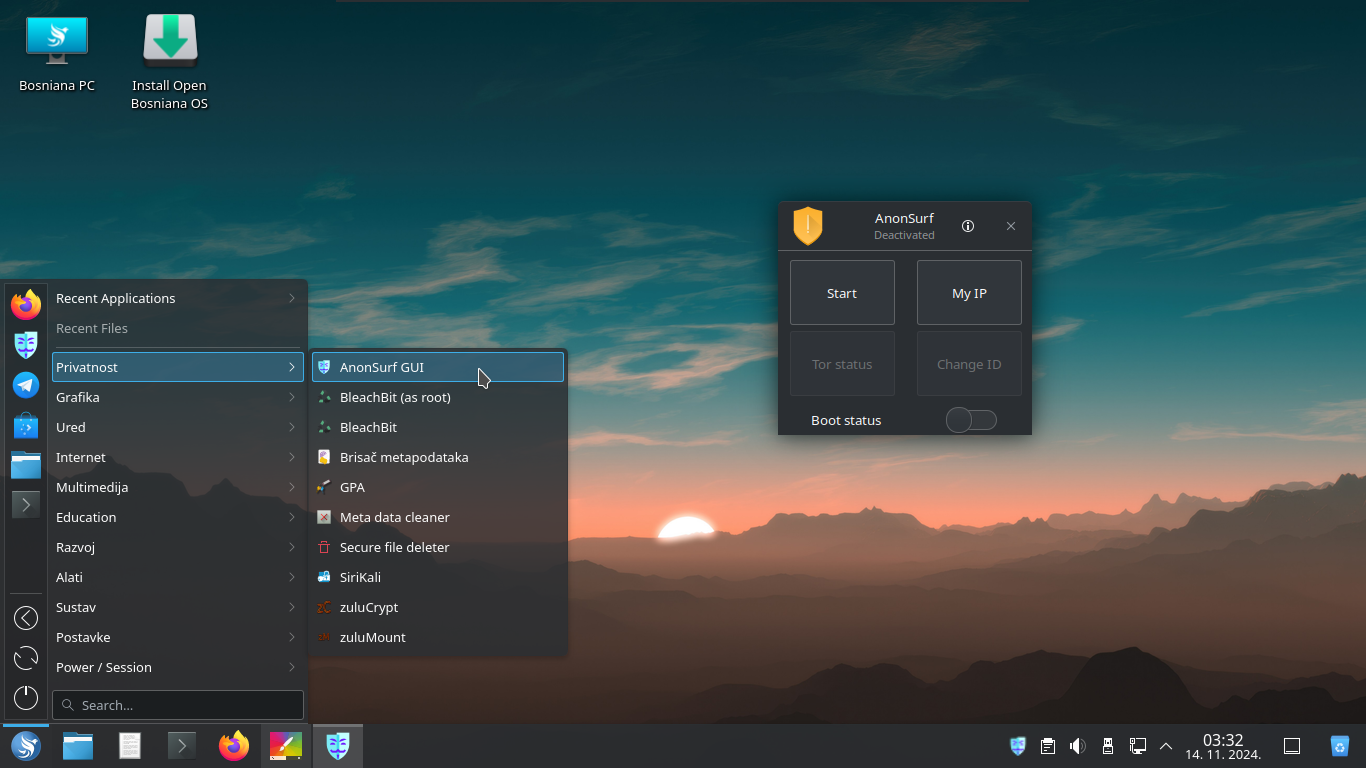 Bosniana PC
Install Open
Bosniana OS
AnonSurf
Deactivated
Start
My IP
Tor status
Change ID
Boot status
Recent Applications
Recent Files
Privatnost
Grafika
Ured
Internet
Multimedija
Education
Razvoj
Alati
Sustav
Postavke
Power / Session
Search...
AnonSurf GUI
BleachBit (as root)
BleachBit
Brisač metapodataka
GPA
Meta data cleaner
Secure file deleter
SiriKali
zuluCrypt
zuluMount
03:32
14. 11. 2024.